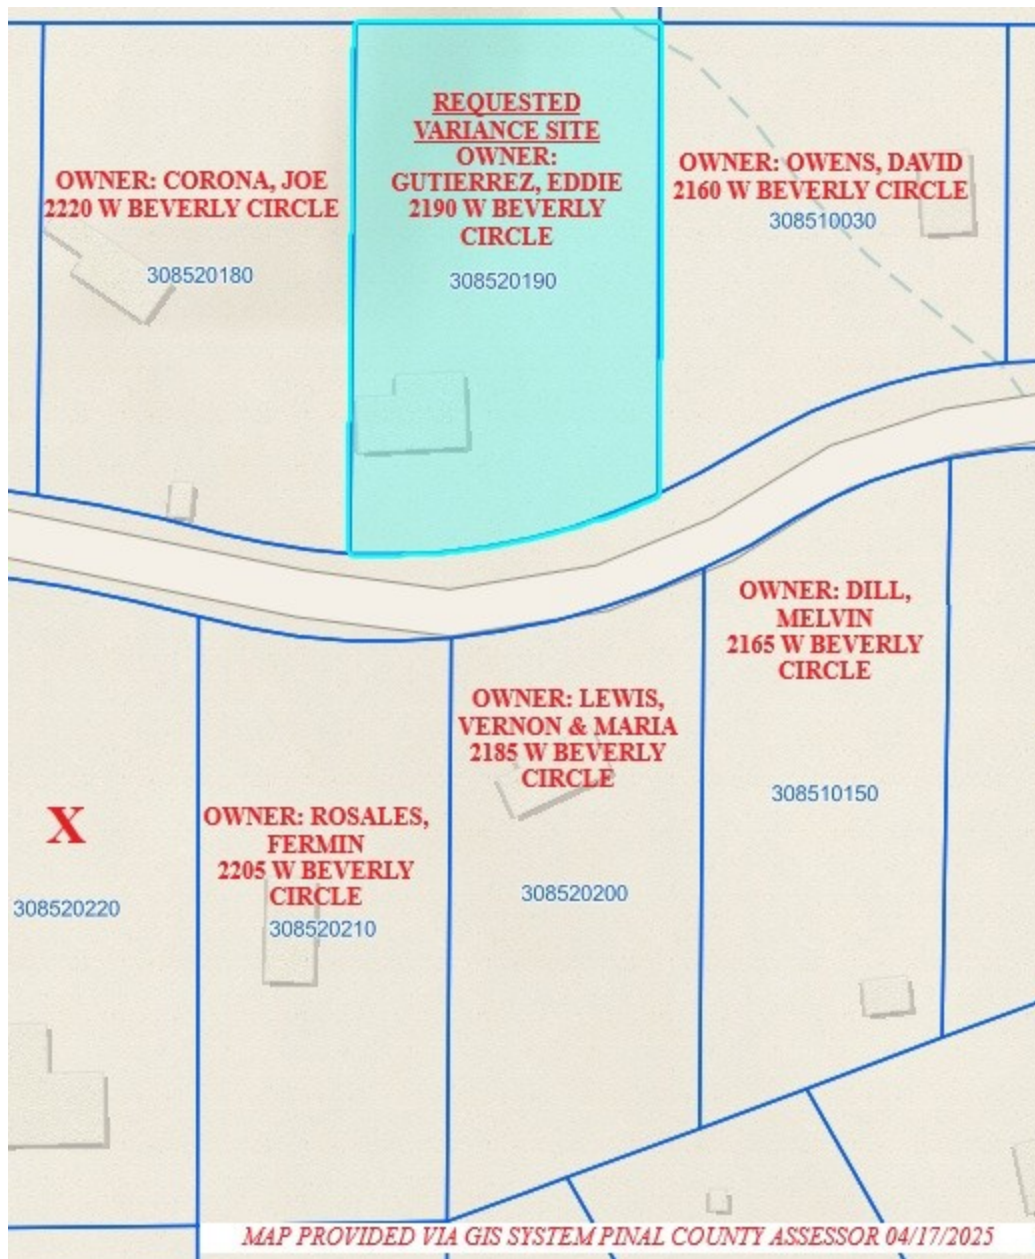 REQUESTED
VARIANCE SITE
OWNER:
GUTIERREZ, EDDIE
2190 W BEVERLY
CIRCLE
308520190
OWNER: CORONA, JOE
2220 W BEVERLY CIRCLE
308520180
OWNER: OWENS, DAVID
2160 W BEVERLY CIRCLE
308510030
OWNER: DILL,
MELVIN
2165 W BEVERLY
CIRCLE
308510150
OWNER: LEWIS,
VERNON & MARIA
2185 W BEVERLY
CIRCLE
308520200
OWNER: ROSALES,
FERMIN
2205 W BEVERLY
CIRCLE
308520210
X
308520220
MAP PROVIDED VIA GIS SYSTEM PINAL COUNTY ASSESSOR 04/17/2025